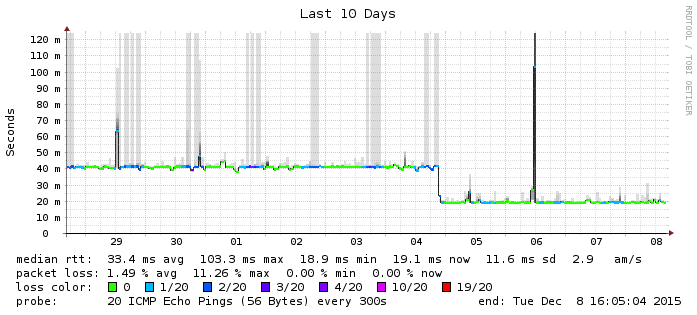 Last 10 Days
RRDTOOL / TOBI OETIKER
Seconds
120 m
110 m
100 m
90 m
80 m
70 m
60 m
50 m
40 m
30 m
20 m
10 m
0
29 30 01 02 03 04 05 06 07 08
median rtt: 33.4 ms avg 103.3 ms max 18.9 ms min 19.1 ms now 11.6 ms sd 2.9 am/s
packet loss: 1.49 % avg 11.26 % max 0.00 % min 0.00 % now
loss color: 0 1/20 2/20 3/20 4/20 10/20 19/20
probe: 20 ICMP Echo Pings (56 Bytes) every 300s end: Tue Dec 8 16:05:04 2015